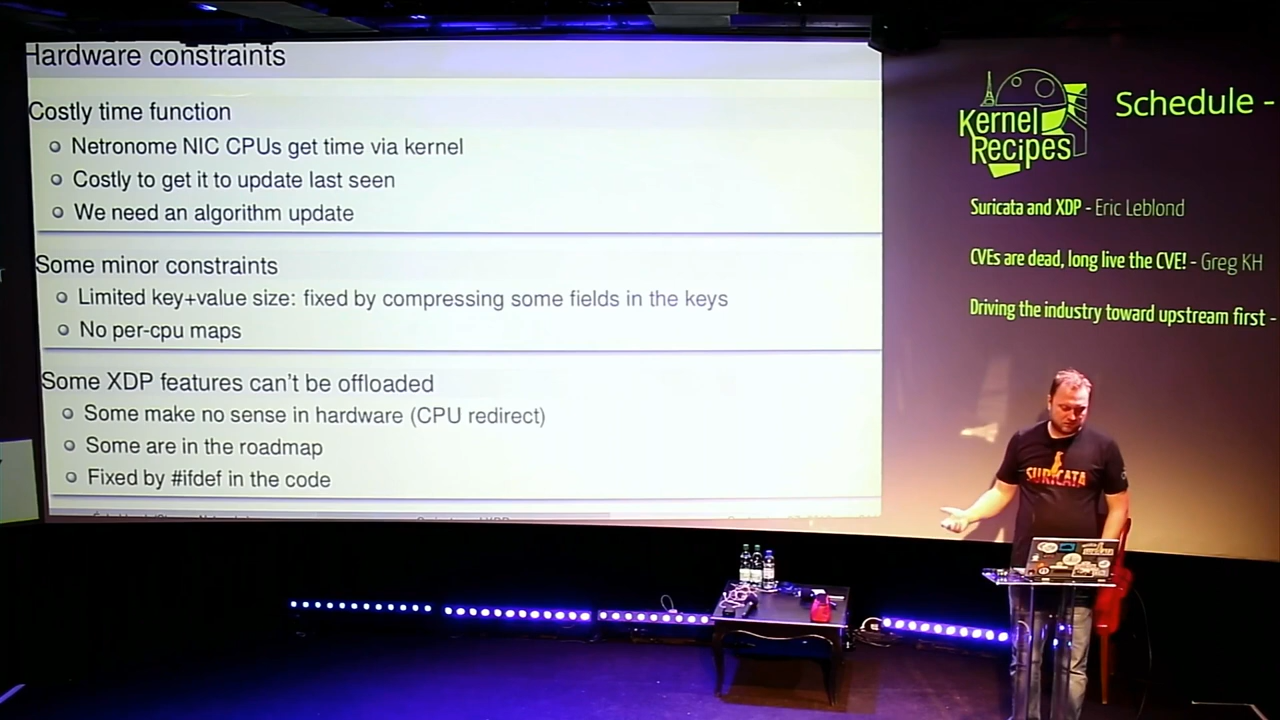 Hardware constraints
Costly time function
Netronome NIC CPUs get time via kernel
Costly to get it to update last seen
We need an algorithm update
Some minor constraints
Limited key+value size: fixed by compressing some fields in the keys
No per-cpu maps
Some XDP features can't be offloaded
Some make no sense in hardware (CPU redirect)
Some are in the roadmap
Fixed by #ifdef in the code
Kernel
Recipes
Schedule -
Suricata and XDP - Eric Leblond
CVEs are dead, long live the CVE! - Greg KH
Driving the industry toward upstream first -
SURICATA